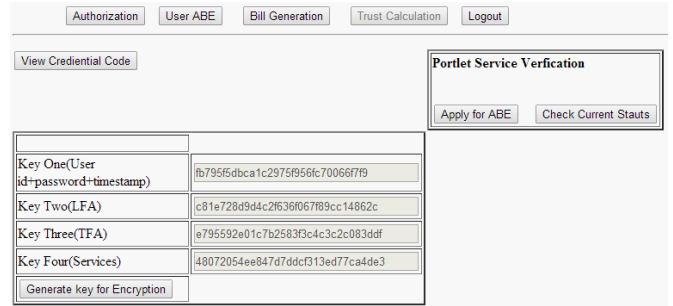 Authorization User ABE Bill Generation Trust Calculation Logout
View Crediential Code
Portlet Service Verfication
Apply for ABE Check Current Stauts
Key One(User
id+password+timestamp) fb795f5dbca1c2975f956fc70066f7f9
Key Two(LFA) c81e728d9d4c2f636f067f89cc14862c
Key Three(TFA) e795592e01c7b2583f3c4c3c2c083ddf
Key Four(Services) 48072054ee847d7ddcf313ed77ca4de3
Generate key for Encryption